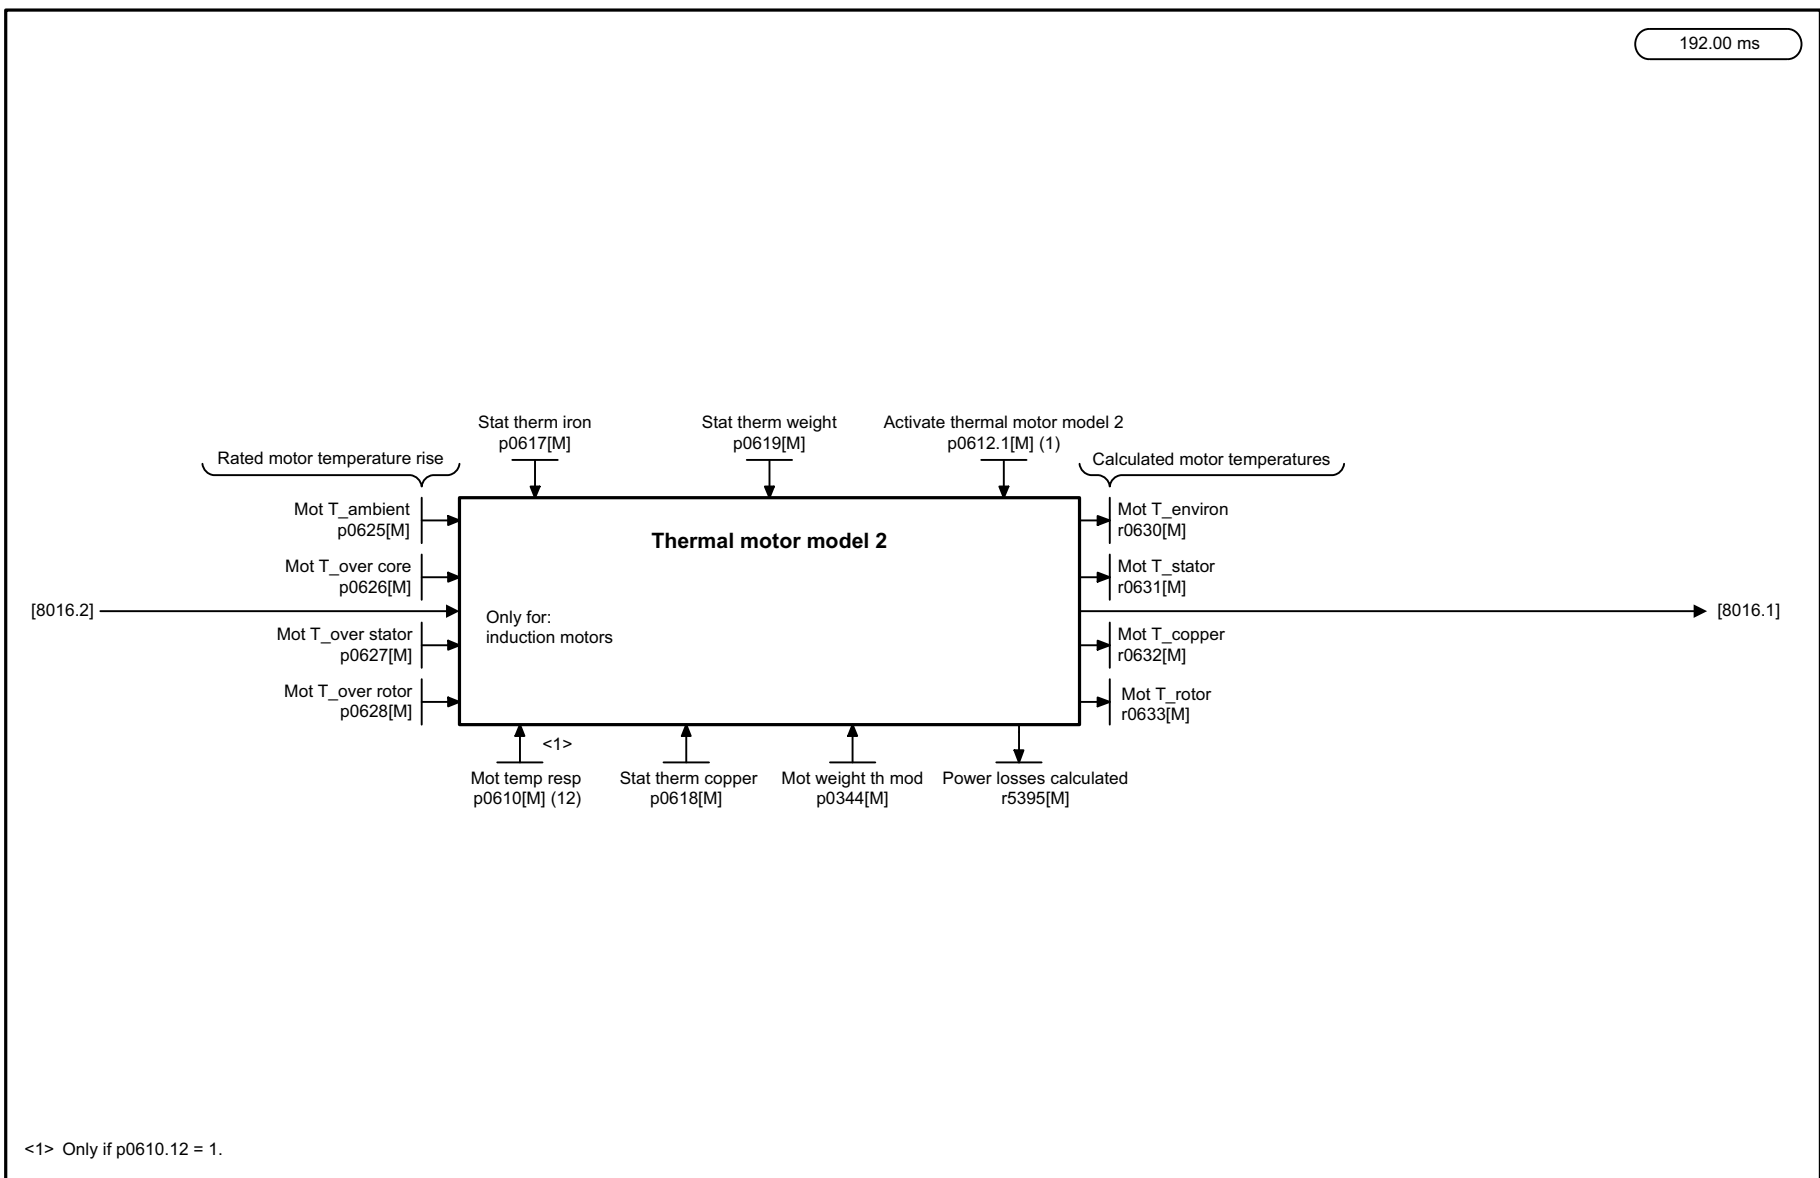 192.00 ms
Stat therm iron
p0617[M]
Stat therm weight
p0619[M]
Activate thermal motor model 2
p0612.1[M] (1)
Rated motor temperature rise
Calculated motor temperatures
Mot T_ambient
p0625[M]
Mot T_over core
p0626[M]
[8016.2]
Mot T_over stator
p0627[M]
Mot T_over rotor
p0628[M]
Thermal motor model 2
Only for:
induction motors
Mot T_environ
r0630[M]
Mot T_stator
r0631[M]
[8016.1]
Mot T_copper
r0632[M]
Mot T_rotor
r0633[M]
<1>
Mot temp resp
p0610[M] (12)
Stat therm copper
p0618[M]
Mot weight th mod
p0344[M]
Power losses calculated
r5395[M]
<1> Only if p0610.12 = 1.